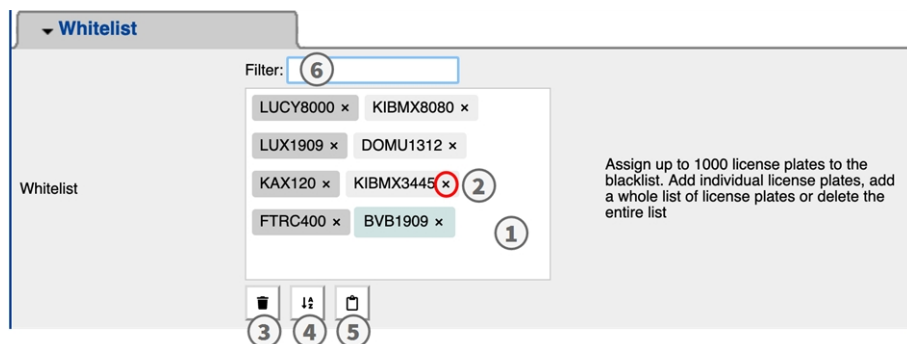 Whitelist
Filter: 6
LUCY8000 × KIBMX8080 ×
LUX1909 × DOMU1312 ×
KAX120 × KIBMX3445 × 2
FTRC400 × BVB1909 ×
1
Whitelist
Assign up to 1000 license plates to the
blacklist. Add individual license plates, add
a whole list of license plates or delete the
entire list
3 4 5